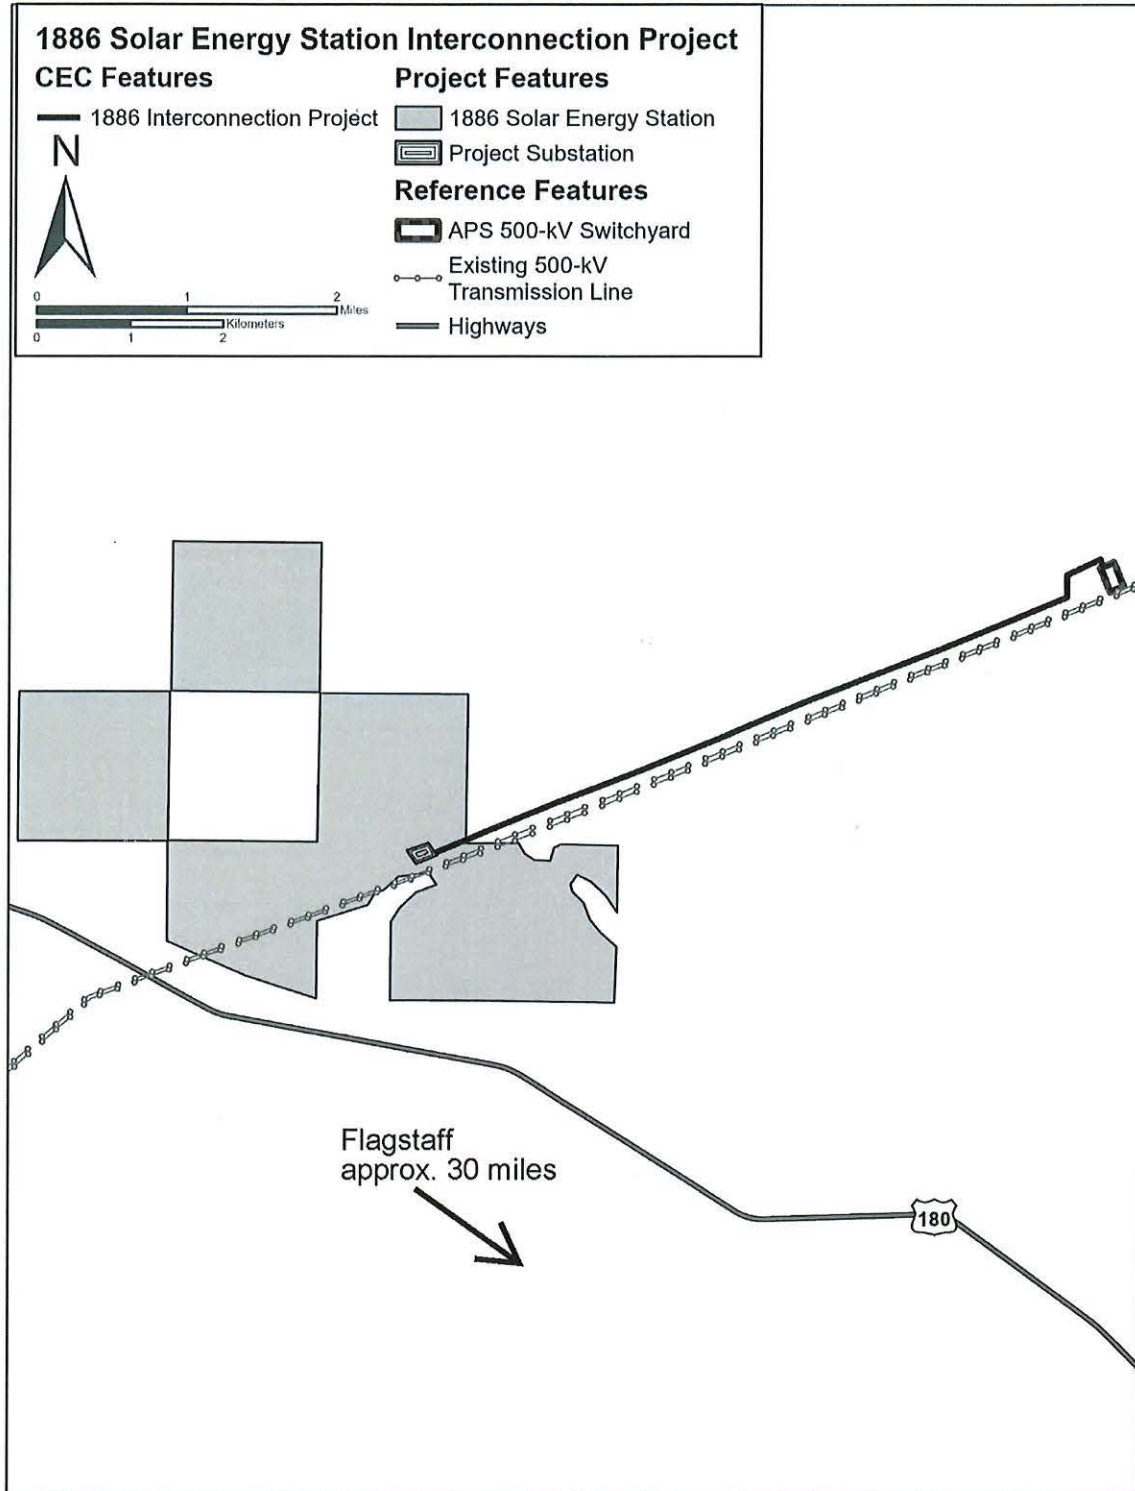 1886 Solar Energy Station Interconnection Project
CEC Features
1886 Interconnection Project
N
0 1 2
Miles
Kilometers
0 1 2
Project Features
1886 Solar Energy Station
Project Substation
Reference Features
APS 500-kV Switchyard
Existing 500-kV
Transmission Line
Highways
Flagstaff
approx. 30 miles
180